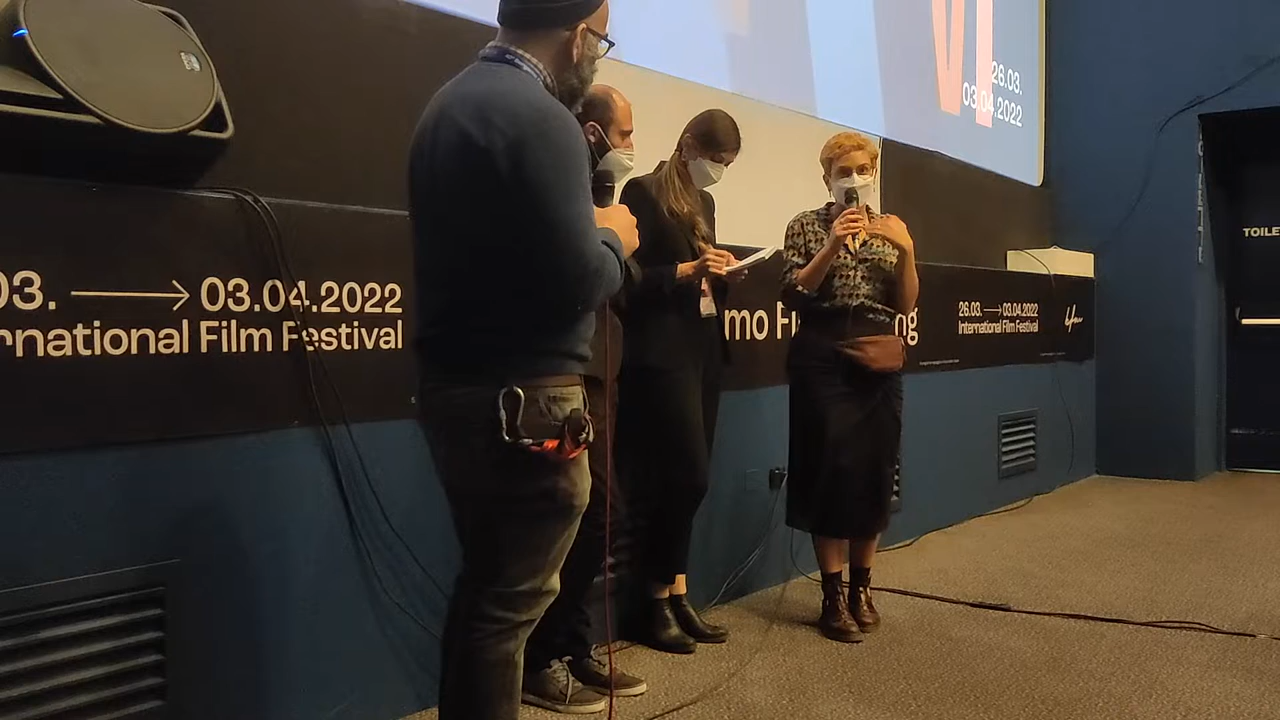 26.03.
03.04.2022
TOILE
03. → 03.04.2022
rnational Film Festival
mo Fi
ng
26.03. → 03.04.2022
International Film Festival